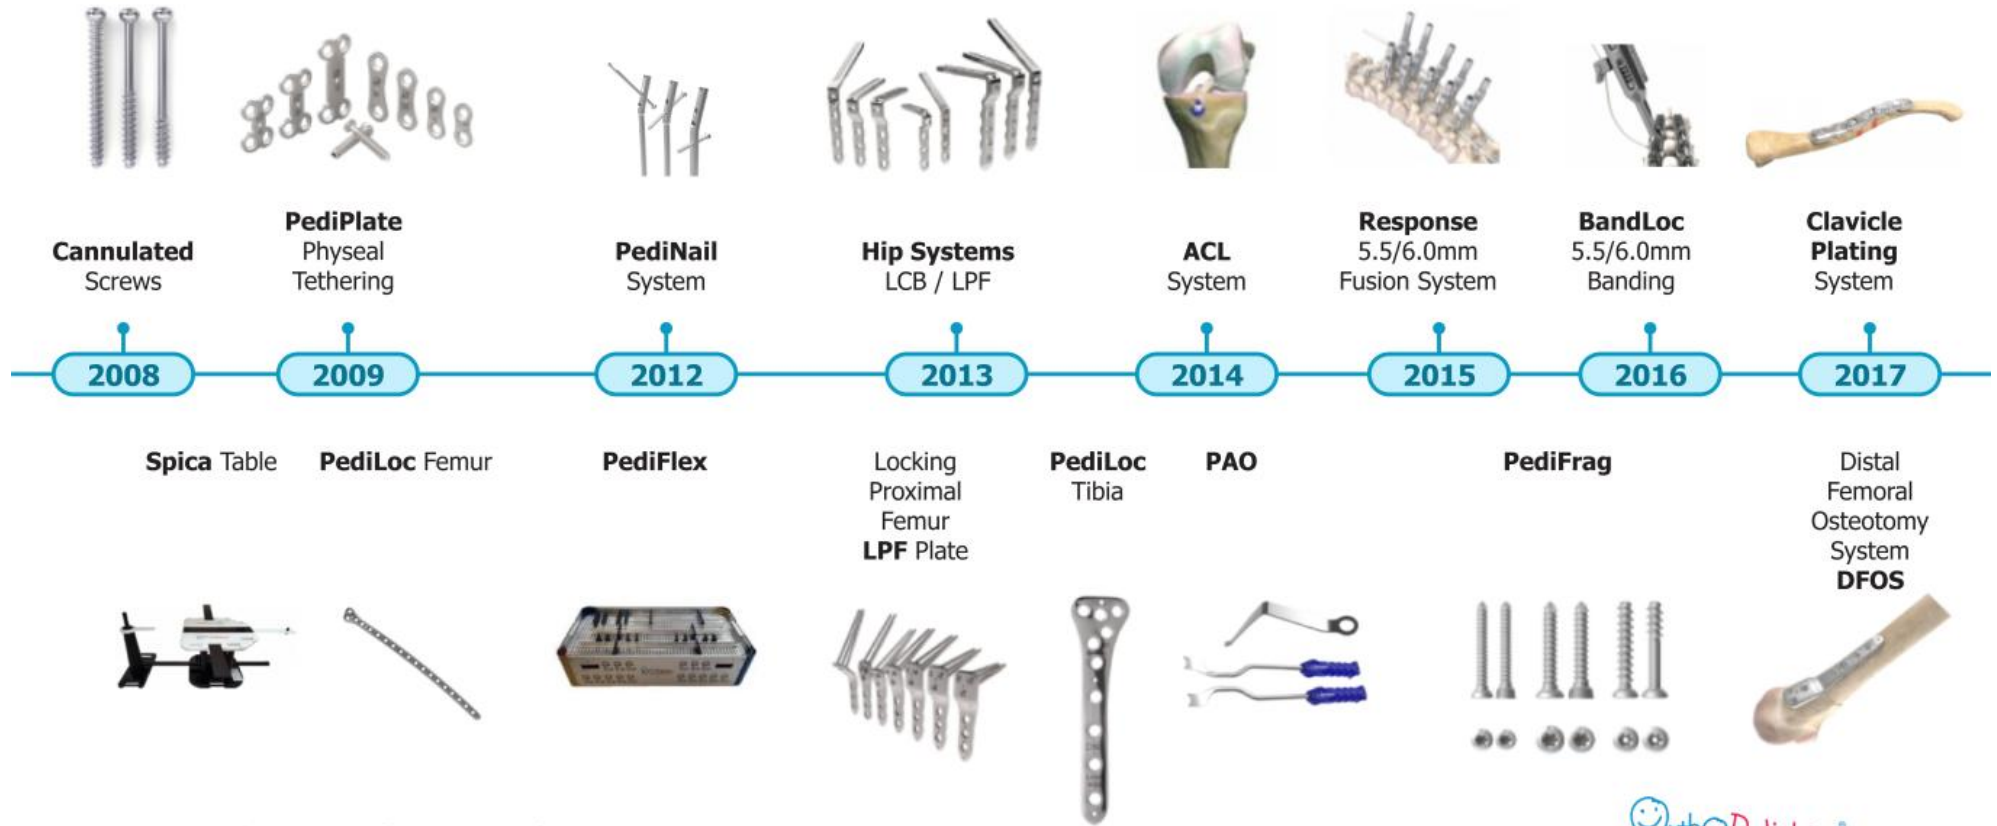 Cannulated
Screws
PediPlate
Physeal
Tethering
PediNail
System
Hip Systems
LCB / LPF
ACL
System
Response
5.5/6.0mm
Fusion System
BandLoc
5.5/6.0mm
Banding
Clavicle
Plating
System
2008
2009
2012
2013
2014
2015
2016
2017
Spica Table
PediLoc Femur
PediFlex
Locking
Proximal
Femur
LPF Plate
PediLoc
Tibia
PAO
PediFrag
Distal
Femoral
Osteotomy
System
DFOS